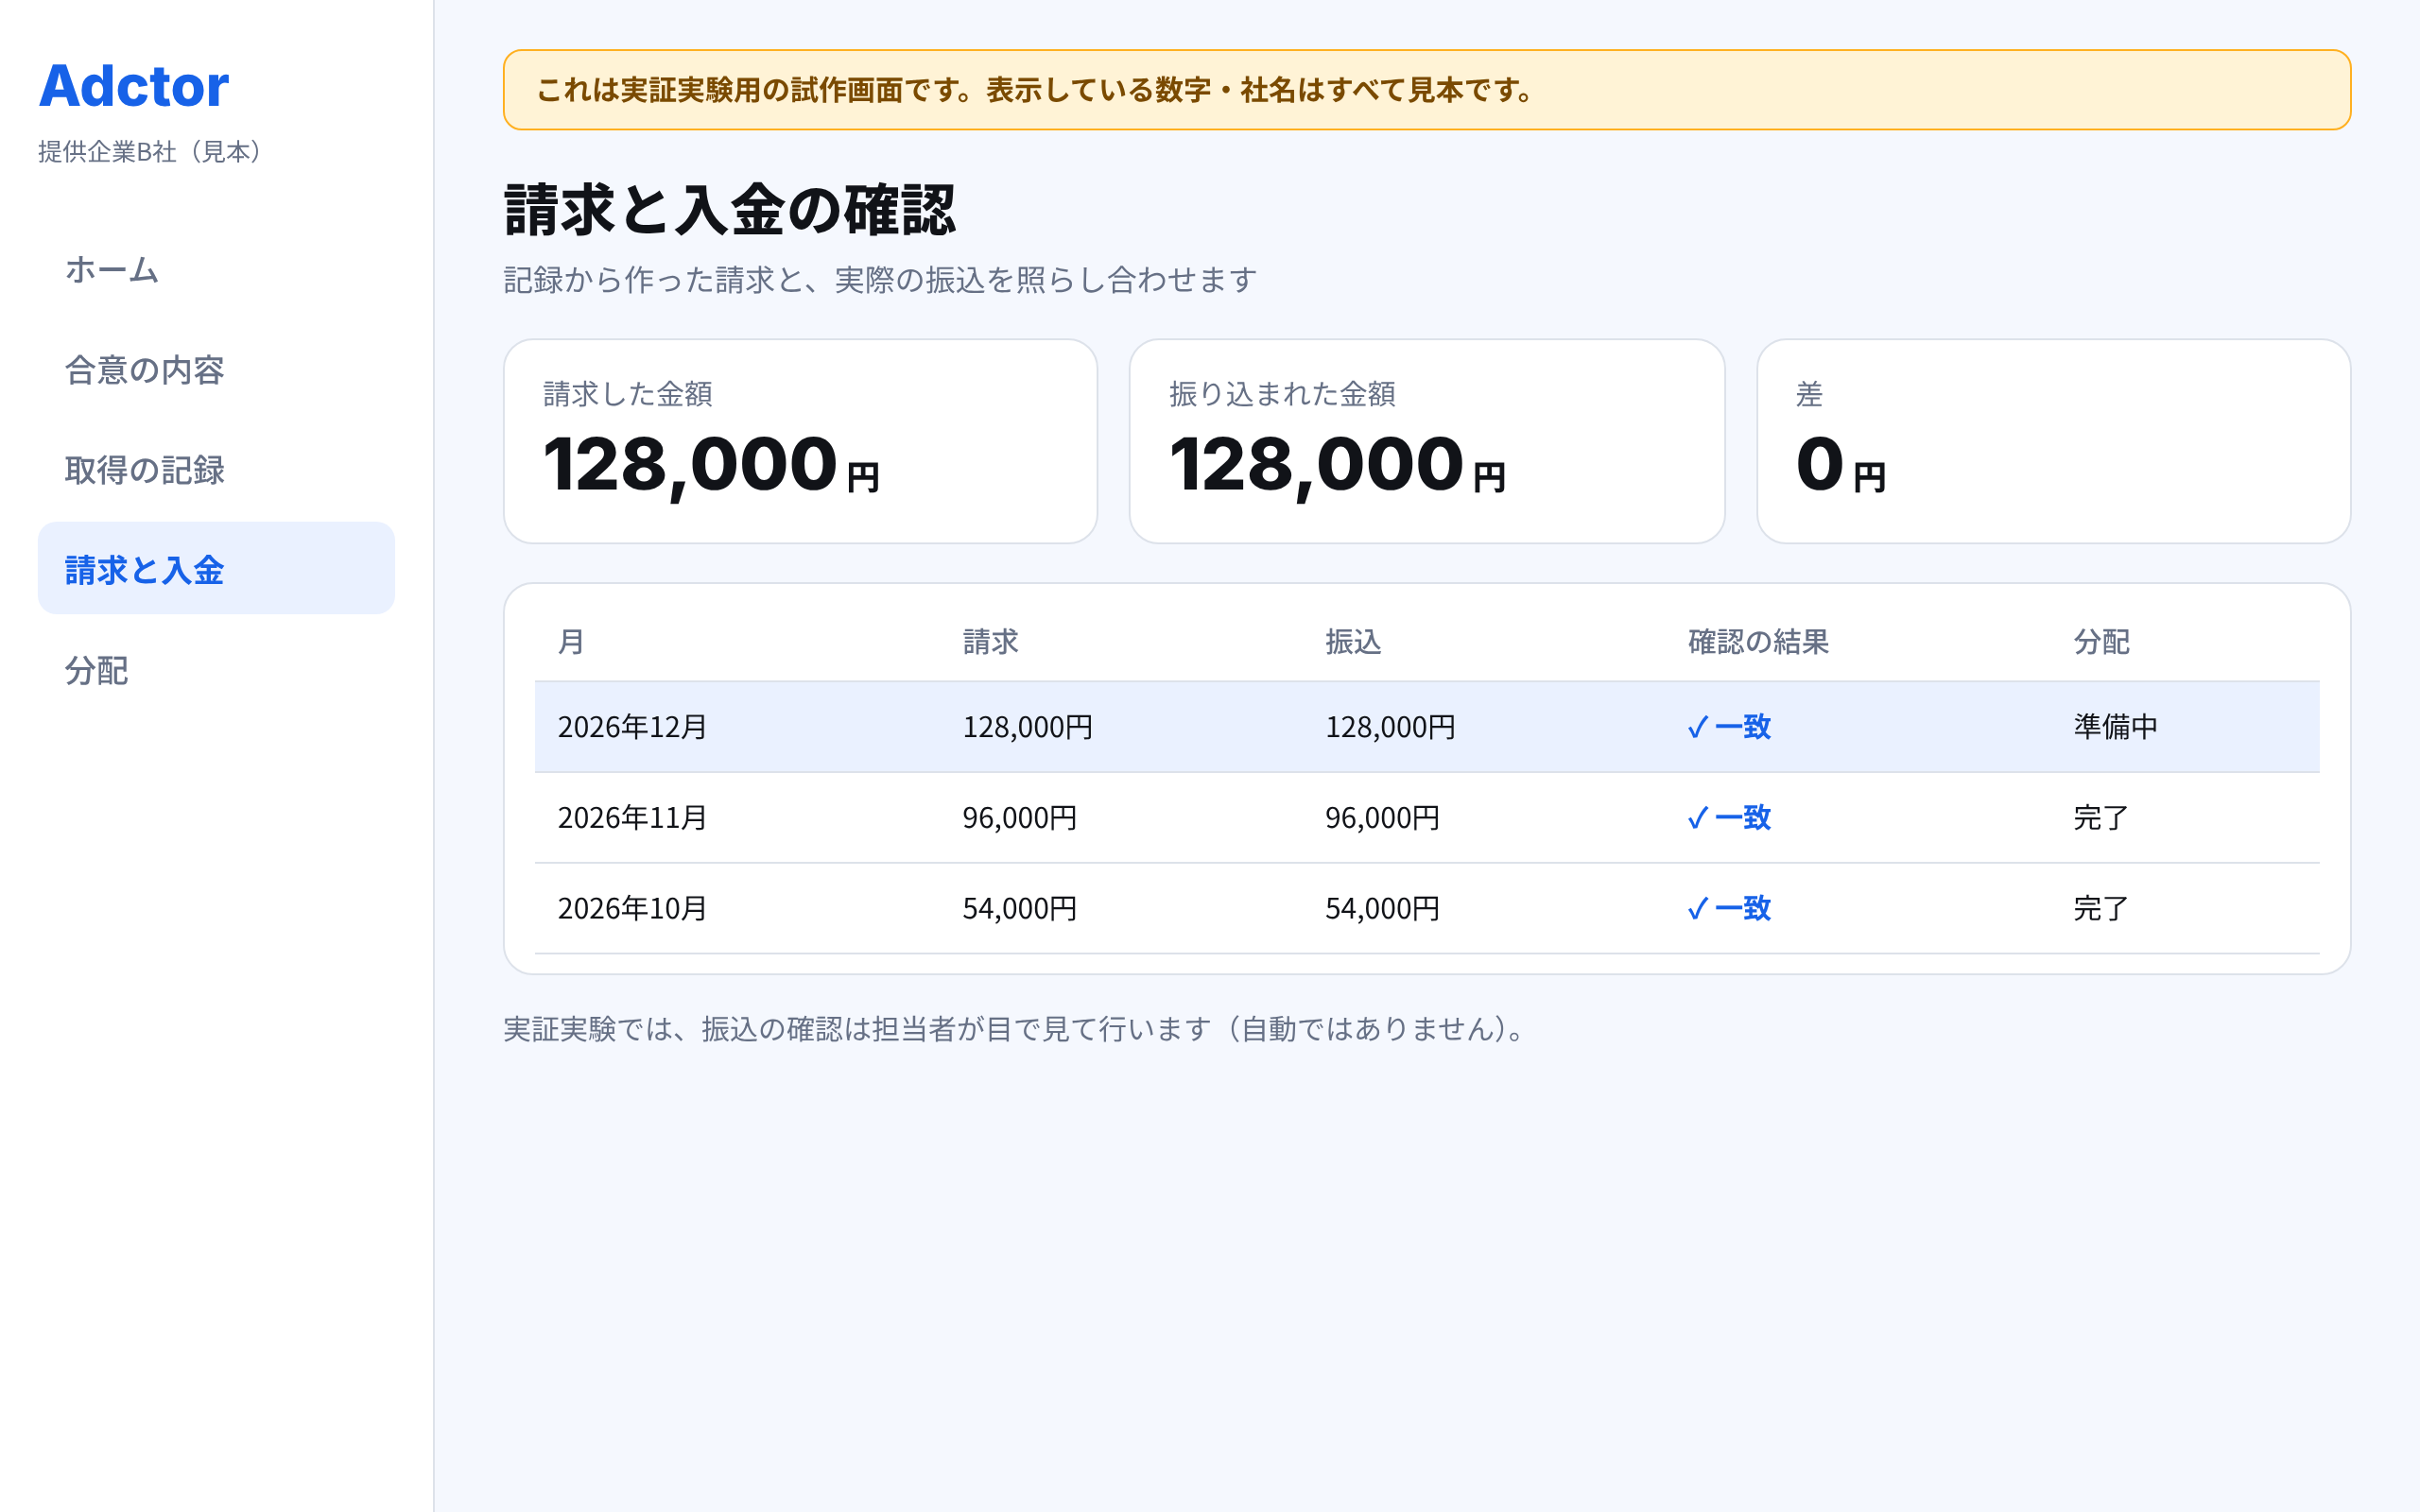 Adctor
提供企業B社（見本）
ホーム
合意の内容
取得の記録
請求と入金
分配
これは実証実験用の試作画面です。表示している数字・社名はすべて見本です。
請求と入金の確認
記録から作った請求と、実際の振込を照らし合わせます
請求した金額
128,000円
振り込まれた金額
128,000円
差
0円
月 請求 振込 確認の結果 分配
2026年12月 128,000円 128,000円 ✓一致 準備中
2026年11月 96,000円 96,000円 ✓一致 完了
2026年10月 54,000円 54,000円 ✓一致 完了
実証実験では、振込の確認は担当者が目で見て行います（自動ではありません）。